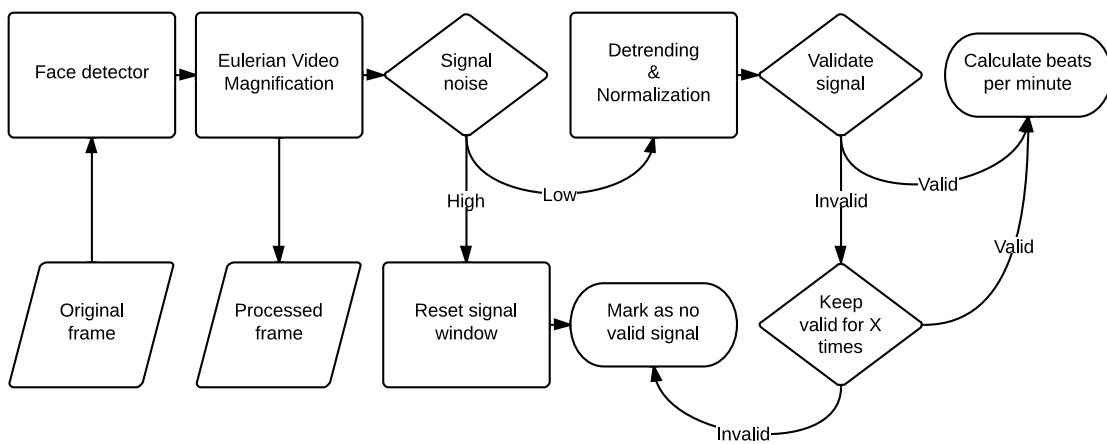 Face detector
Eulerian Video
Magnification
Signal
noise
Detrending
&
Normalization
Validate
signal
Calculate beats
per minute
High
Low
Invalid
Valid
Valid
Original
frame
Processed
frame
Reset signal
window
Mark as no
valid signal
Keep
valid for X
times
Invalid